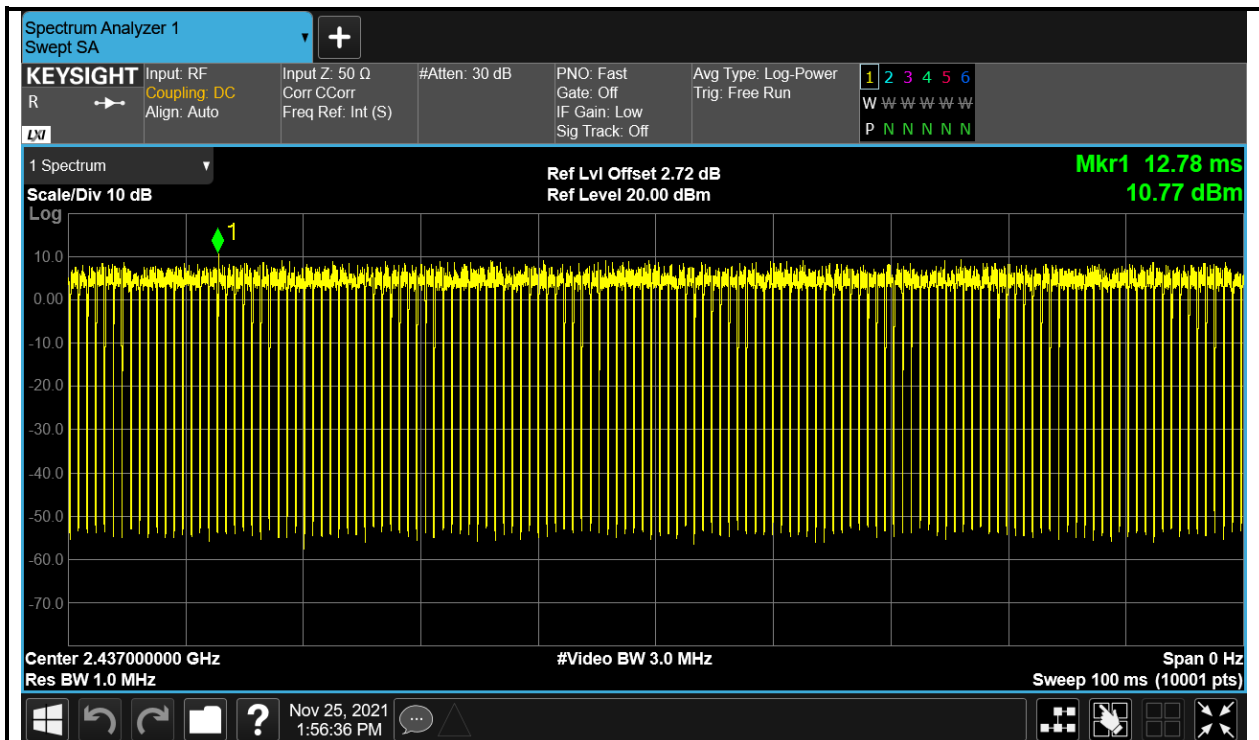 Spectrum Analyzer 1
Swept SA
KEYSIGHT
R
LXI
Input: RF
Coupling: DC
Align: Auto
Input Z: 50 Ω
Corr CCorr
Freq Ref: Int (S)
#Atten: 30 dB
PNO: Fast
Gate: Off
IF Gain: Low
Sig Track: Off
Avg Type: Log-Power
Trig: Free Run
1 2 3 4 5 6
W W W W W W
P N N N N N
1 Spectrum
Scale/Div 10 dB
Ref Lvl Offset 2.72 dB
Ref Level 20.00 dBm
Mkr1 12.78 ms
10.77 dBm
Log
1
10.0
0.00
-10.0
-20.0
-30.0
-40.0
-50.0
-60.0
-70.0
Center 2.437000000 GHz
Res BW 1.0 MHz
#Video BW 3.0 MHz
Span 0 Hz
Sweep 100 ms (10001 pts)
?
Nov 25, 2021
1:56:36 PM